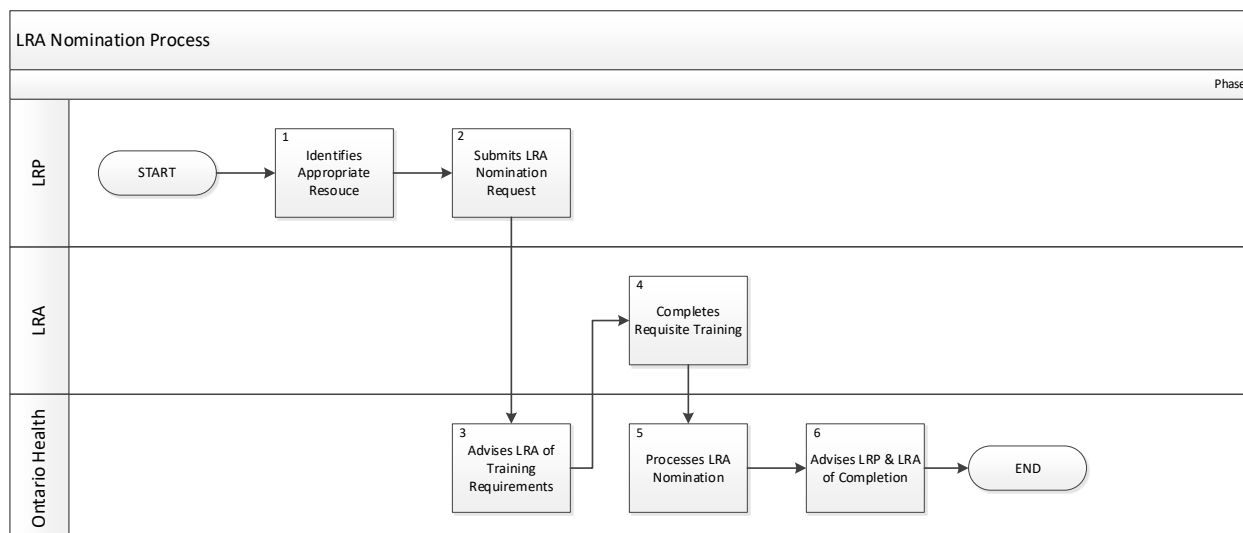 LRA Nomination Process
Phase
LRP
START
1
Identifies
Appropriate
Resouce
2
Submits LRA
Nomination
Request
LRA
4
Completes
Requisite Training
Ontario Health
3
Advises LRA of
Training
Requirements
5
Processes LRA
Nomination
6
Advises LRP & LRA
of Completion
END